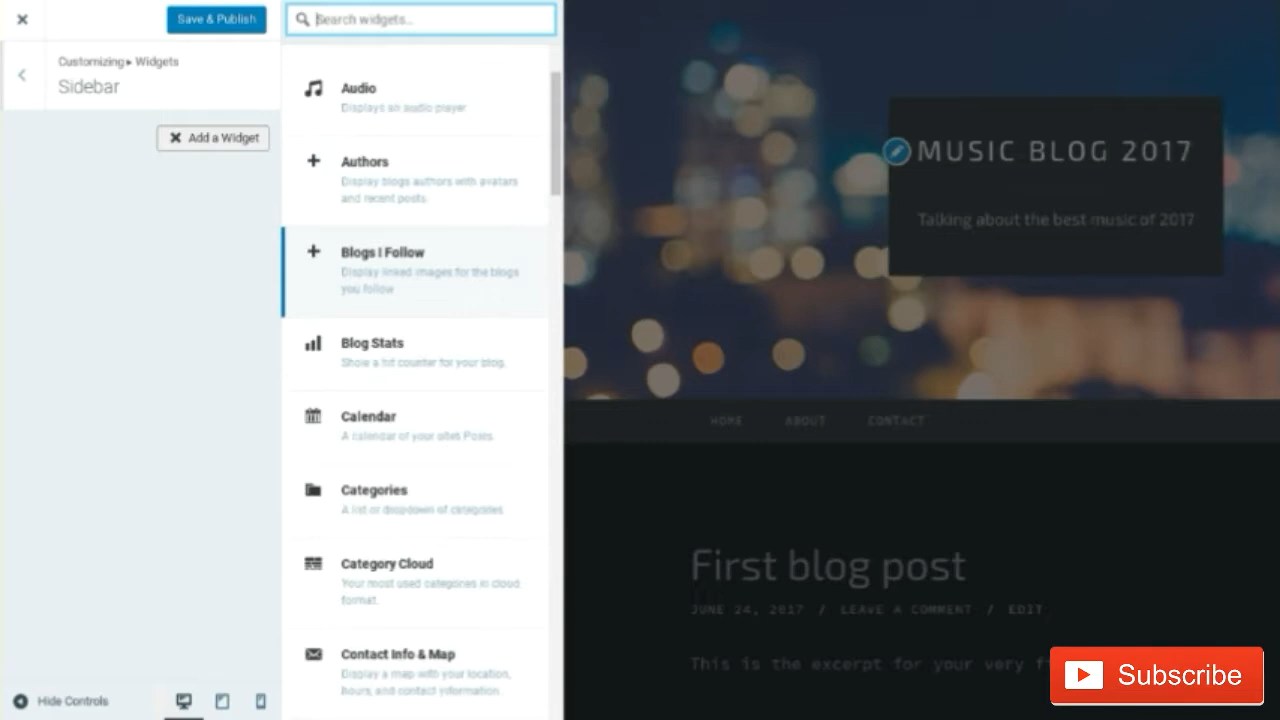 Save & Publish
Search widgets...
Customizing ▸ Widgets
Sidebar
Add a Widget
Audio
Displays an audio player
Authors
Display blogs authors with avatars
and recent posts.
Blogs I Follow
Display linked images for the blogs
you follow
Blog Stats
Show a hit counter for your blog.
Calendar
A calendar of your sites Posts.
Categories
A list or dropdown of categories
Category Cloud
Your most used categories in cloud
format.
Contact Info & Map
Display a map with your location,
hours, and contact information.
Hide Controls
MUSIC BLOG 2017
Talking about the best music of 2017
HOME ABOUT CONTACT
First blog post
JUNE 24, 2017 / LEAVE A COMMENT / EDIT
This is the excerpt for your very
Subscribe